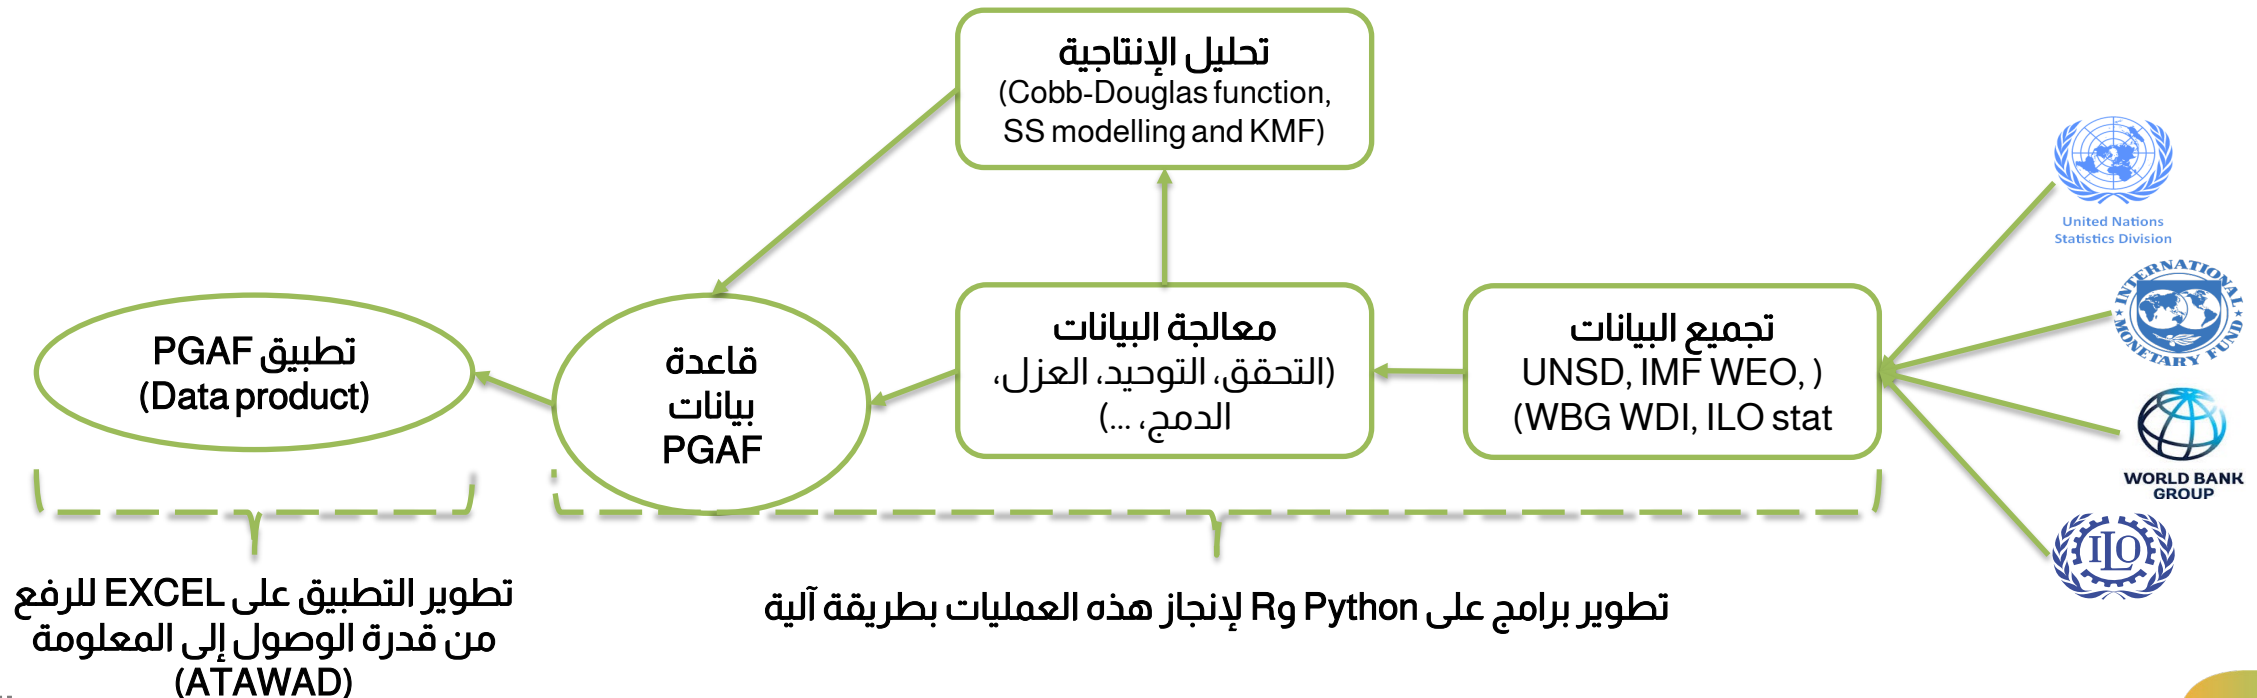 تحليل الإنتاجية
(Cobb-Douglas function,
SS modelling and KMF)
United Nations
Statistics Division
INTERNATIONAL MONETARY FUND
WORLD BANK
GROUP
ILO
تجميع البيانات
UNSD, IMF WEO, )
(WBG WDI, ILO stat
معالجة البيانات
(التحقق، التوحيد، العزل،
الدمج، ...)
قاعدة
بيانات
PGAF
تطبيق PGAF
(Data product)
تطوير برامج على Python وR لإنجاز هذه العمليات بطريقة آلية
تطوير التطبيق على EXCEL للرفع
من قدرة الوصول إلى المعلومة
(ATAWAD)